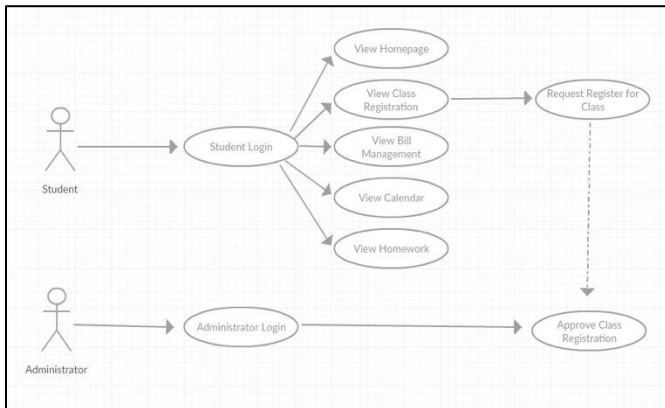 View Homepage
View Class
Registration
Request Register for
Class
Student Login
View Bill
Management
Student
View Calendar
View Homework
Administrator Login
Approve Class
Registration
Administrator